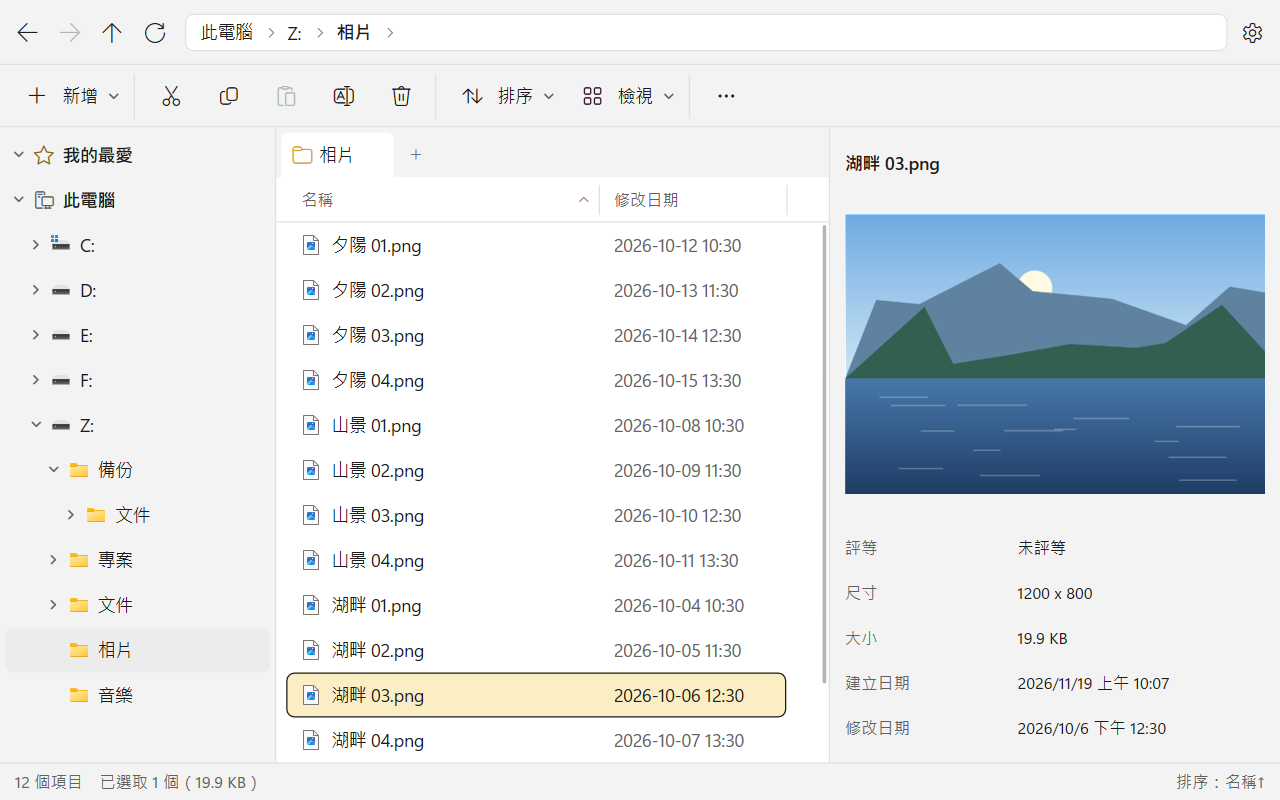 此電腦 Z: 相片
新增 排序 檢視
我的最愛
此電腦
C:
D:
E:
F:
Z:
備份
文件
專案
文件
相片
音樂
相片
名稱 修改日期
夕陽 01.png 2026-10-12 10:30
夕陽 02.png 2026-10-13 11:30
夕陽 03.png 2026-10-14 12:30
夕陽 04.png 2026-10-15 13:30
山景 01.png 2026-10-08 10:30
山景 02.png 2026-10-09 11:30
山景 03.png 2026-10-10 12:30
山景 04.png 2026-10-11 13:30
湖畔 01.png 2026-10-04 10:30
湖畔 02.png 2026-10-05 11:30
湖畔 03.png 2026-10-06 12:30
湖畔 04.png 2026-10-07 13:30
湖畔 03.png
評等 未評等
尺寸 1200 x 800
大小 19.9 KB
建立日期 2026/11/19 上午 10:07
修改日期 2026/10/6 下午 12:30
12 個項目 已選取 1 個 ( 19.9 KB )
排序：名稱↑